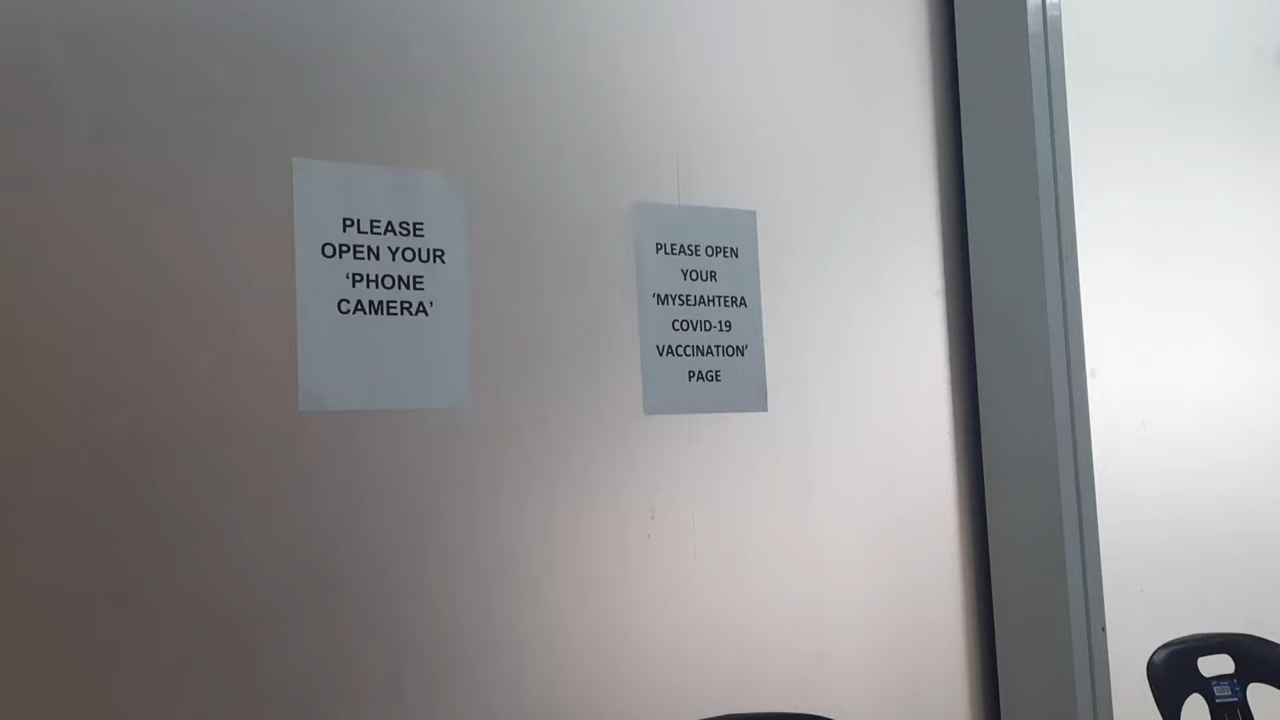 PLEASE
OPEN YOUR
‘PHONE
CAMERA’
PLEASE OPEN
YOUR
‘MYSEJAHTERA
COVID-19
VACCINATION’
PAGE